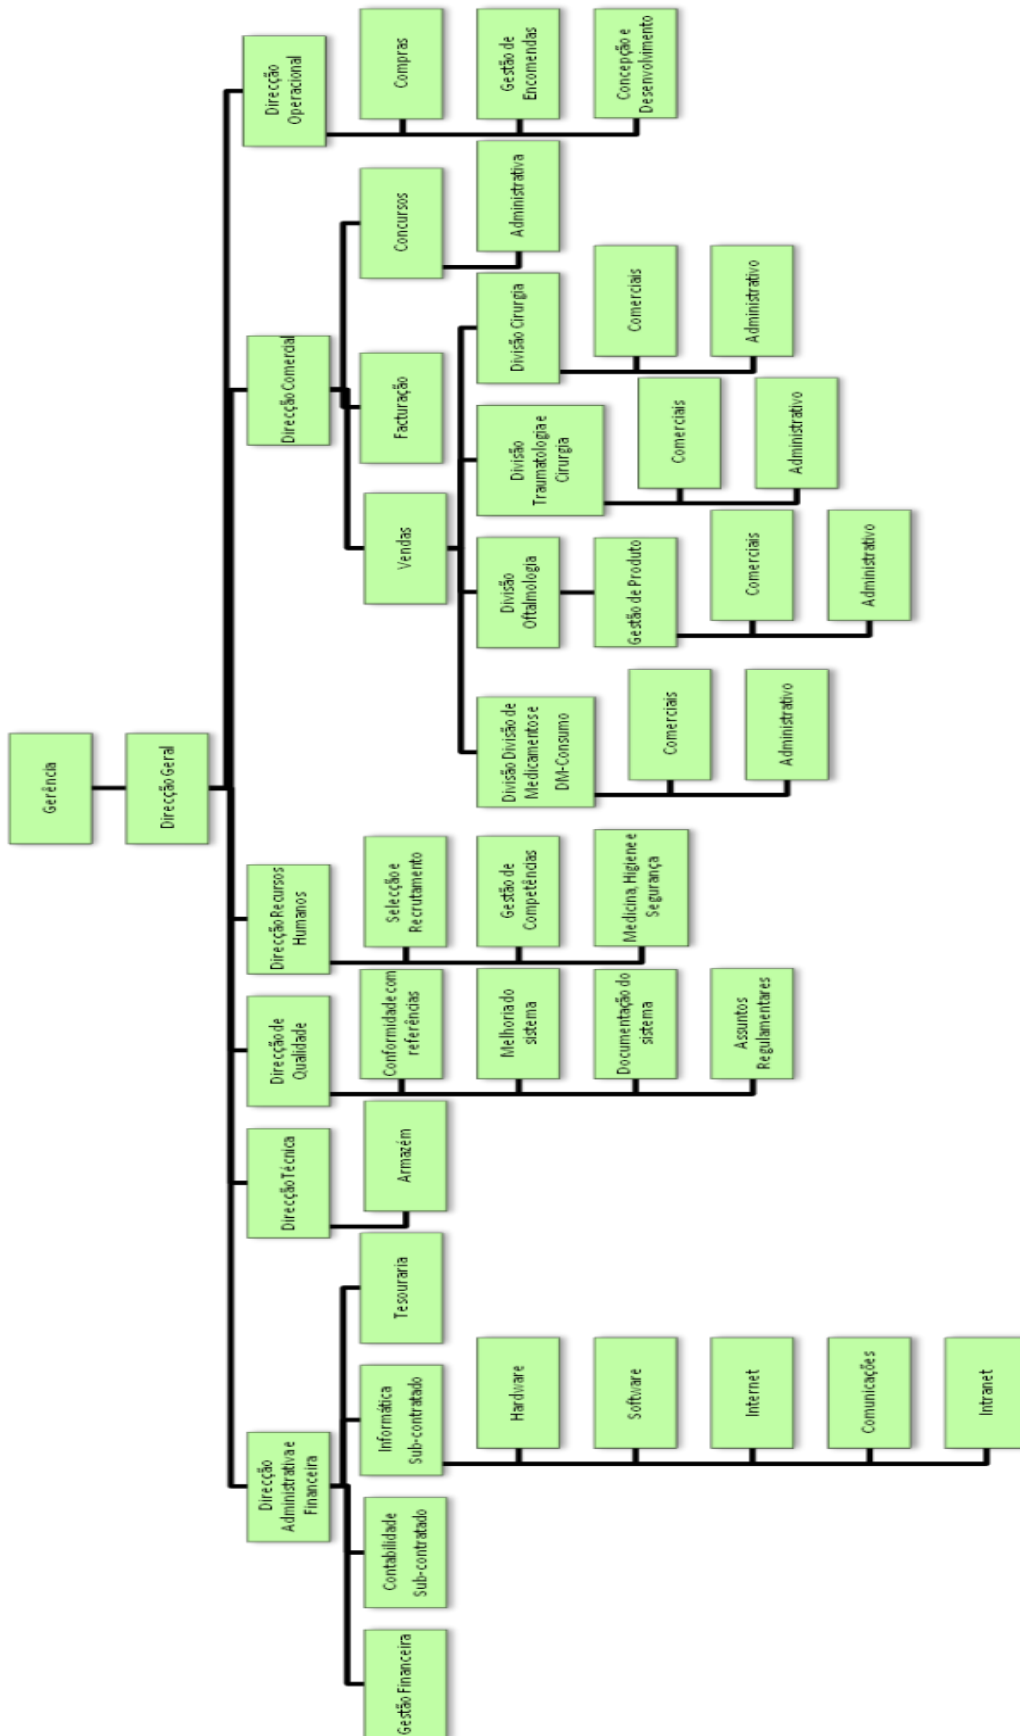 Gerência
Direcção Geral
Direcção
Administrativa e
Financeira
Direcção Técnica
Direcção de
Qualidade
Direcção Recursos
Humanos
Direcção Comercial
Direcção
Operacional
Gestão Financeira
Contabilidade
Sub-contratado
Informática
Sub-contratado
Tesouraria
Hardware
Software
Internet
Comunicações
Intranet
Armazém
Conformidade com
referências
Melhoria do
sistema
Documentação do
sistema
Assuntos
Regulamentares
Selecção e
Recrutamento
Gestão de
Competências
Medicina, Higiene e
Segurança
Vendas
Facturação
Concursos
Divisão Divisão de
Medicamentos e
DM-Consumo
Comerciais
Administrativo
Divisão
Oftalmologia
Gestão de Produto
Comerciais
Administrativo
Divisão
Traumatologia e
Cirurgia
Comerciais
Administrativo
Divisão Cirurgia
Comerciais
Administrativo
Administrativa
Compras
Gestão de
Encomendas
Concepção e
Desenvolvimento